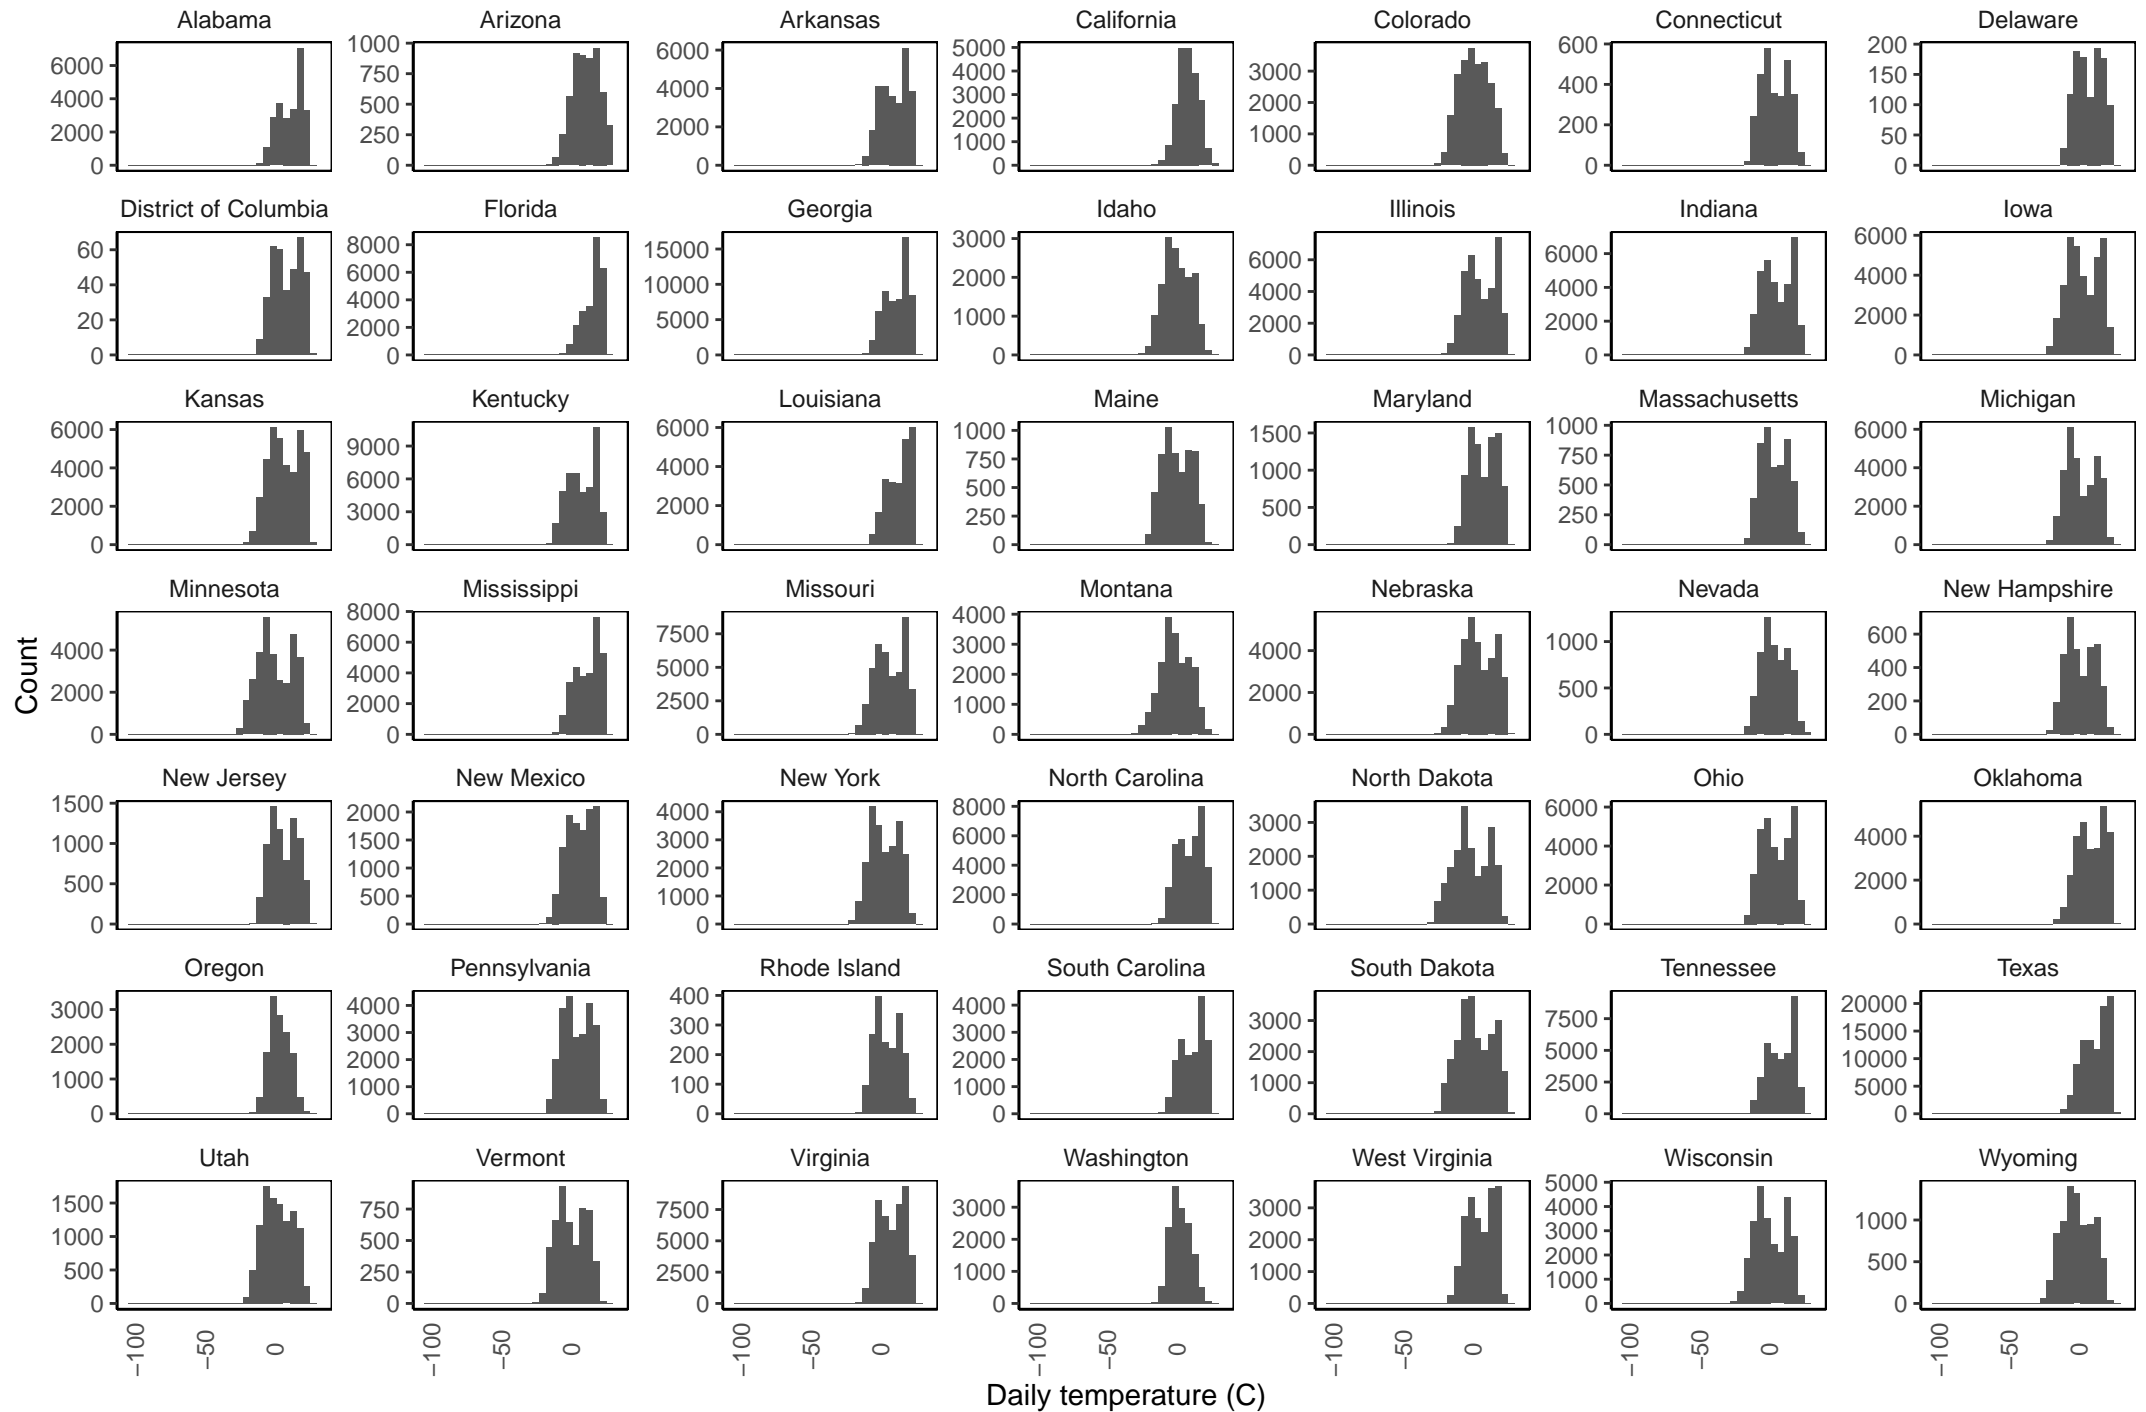 Alabama Arizona Arkansas California Colorado Connecticut Delaware
6000 4000 2000 0
1000 750 500 250 0
6000 4000 2000 0
5000 4000 3000 2000 1000 0
3000 2000 1000 0
600 400 200 0
200 150 100 50 0
District of Columbia Florida Georgia Idaho Illinois Indiana Iowa
60 40 20 0
8000 6000 4000 2000 0
15000 10000 5000 0
3000 2000 1000 0
6000 4000 2000 0
6000 4000 2000 0
6000 4000 2000 0
Kansas Kentucky Louisiana Maine Maryland Massachusetts Michigan
6000 4000 2000 0
9000 6000 3000 0
6000 4000 2000 0
1000 750 500 250 0
1500 1000 500 0
1000 750 500 250 0
6000 4000 2000 0
Count
Minnesota Mississippi Missouri Montana Nebraska Nevada New Hampshire
4000 2000 0
8000 6000 4000 2000 0
7500 5000 2500 0
4000 3000 2000 1000 0
4000 2000 0
1000 500 0
600 400 200 0
New Jersey New Mexico New York North Carolina North Dakota Ohio Oklahoma
1500 1000 500 0
2000 1500 1000 500 0
4000 3000 2000 1000 0
8000 6000 4000 2000 0
3000 2000 1000 0
6000 4000 2000 0
4000 2000 0
Oregon Pennsylvania Rhode Island South Carolina South Dakota Tennessee Texas
3000 2000 1000 0
4000 3000 2000 1000 0
400 300 200 100 0
4000 3000 2000 1000 0
3000 2000 1000 0
7500 5000 2500 0
20000 15000 10000 5000 0
Utah Vermont Virginia Washington West Virginia Wisconsin Wyoming
1500 1000 500 0
750 500 250 0
7500 5000 2500 0
3000 2000 1000 0
3000 2000 1000 0
5000 4000 3000 2000 1000 0
1000 500 0
−100 −50 0 −100 −50 0 −100 −50 0 −100 −50 0 −100 −50 0 −100 −50 0 −100 −50 0
Daily temperature (C)